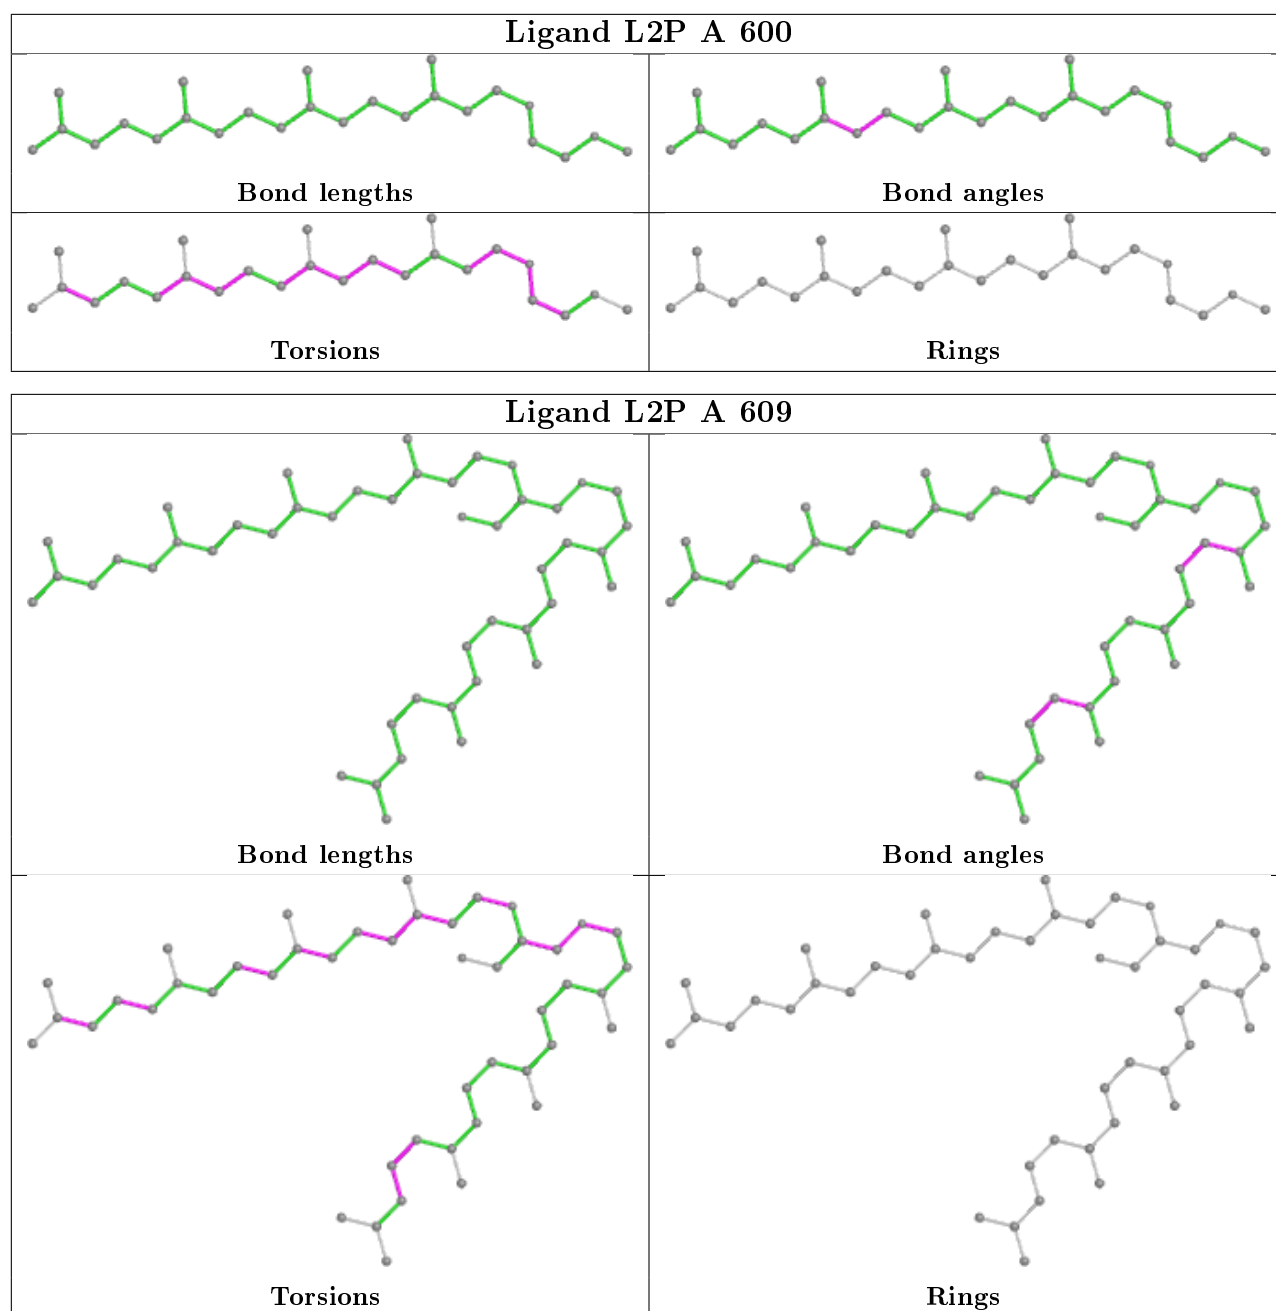 Ligand L2P A 600
Bond lengths
Bond angles
Torsions
Rings
Ligand L2P A 609
Bond lengths
Bond angles
Torsions
Rings